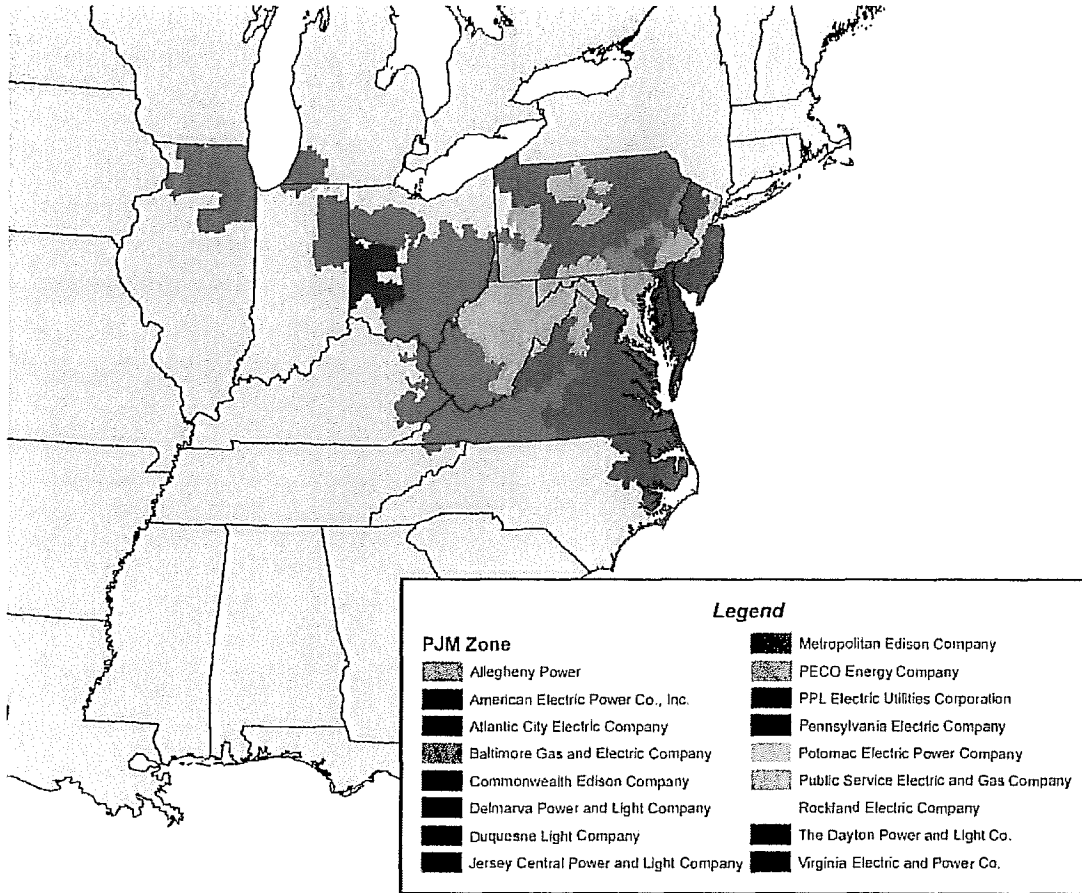 Legend
PJM Zone
Allegheny Power
American Electric Power Co., Inc.
Atlantic City Electric Company
Baltimore Gas and Electric Company
Commonwealth Edison Company
Delmarva Power and Light Company
Duquesne Light Company
Jersey Central Power and Light Company
Metropolitan Edison Company
PECO Energy Company
PPL Electric Utilities Corporation
Pennsylvania Electric Company
Potomac Electric Power Company
Public Service Electric and Gas Company
Rockland Electric Company
The Dayton Power and Light Co.
Virginia Electric and Power Co.